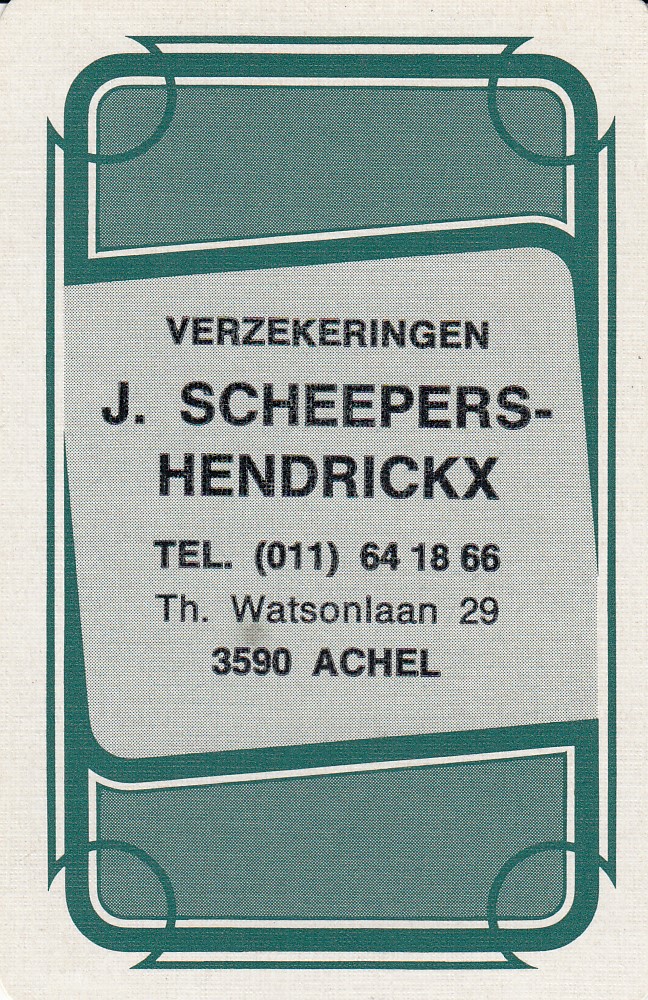 VERZEKERINGEN
J. SCHEEPERS-
HENDRICKX
TEL. (011) 64 18 66
Th. Watsonlaan 29
3590 ACHEL